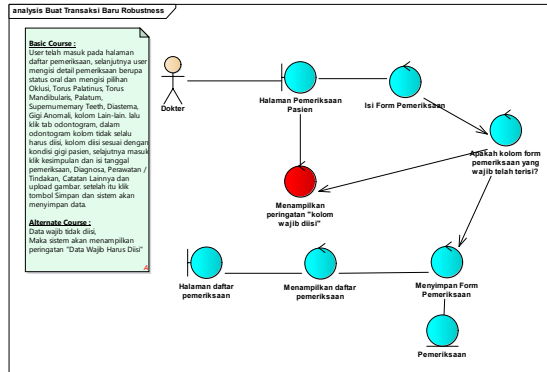 analysis Buat Transaksi Baru Robustness
Basic Course :
User telah masuk pada halaman
daftar pemeriksaan, selanjutnya user
mengisi detail pemeriksaan berupa
status oral dan mengisi pilihan
Oklusi, Torus Palatinus, Torus
Mandibularis, Palatum,
Supernumerary Teeth, Diastema,
Gigi Anomali, kolom Lain-lain. lalu
klik tab odontogram, dalam
odontogram kolom tidak selalu
harus diisi, kolom diisi sesuai dengan
kondisi gigi pasien, selajutnya masuk
klik kesimpulan dan isi tanggal
pemeriksaan, Diagnosa, Perawatan /
Tindakan, Catatan Lainnya dan
upload gambar. setelah itu klik
tombol Simpan dan sistem akan
menyimpan data.
Alternate Course :
Data wajib tidak diisi,
Maka sistem akan menampilkan
peringatan "Data Wajib Harus Diisi"
Dokter
Halaman Pemeriksaan
Pasien
Isi Form Pemeriksaan
Apakah kolom form
pemeriksaan yang
wajib telah terisi?
Menampilkan
peringatan "kolom
wajib diisi"
Halaman daftar
pemeriksaan
Menampilkan daftar
pemeriksaan
Menyimpan Form
Pemeriksaan
Pemeriksaan